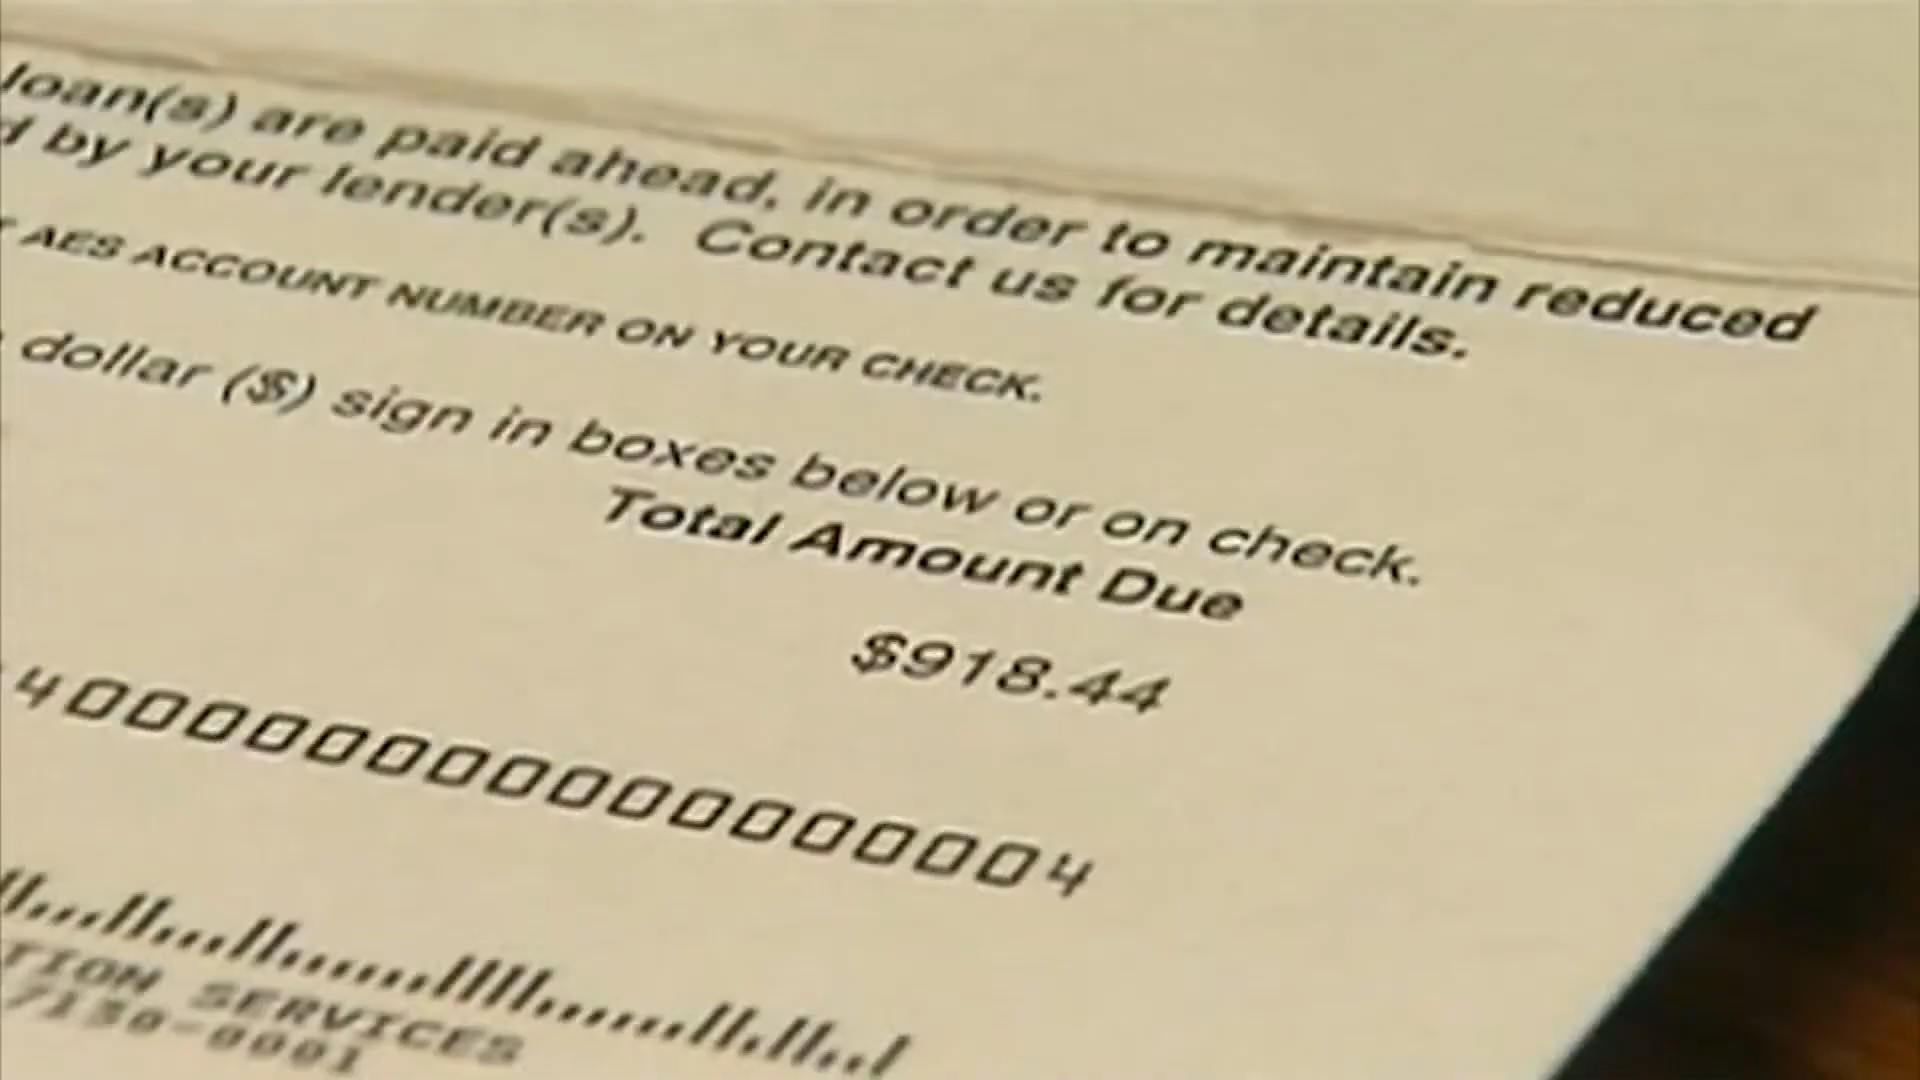 loan(s) are paid ahead, in order to maintain reduced
by your lender(s). Contact us for details.
AES ACCOUNT NUMBER ON YOUR CHECK.
dollar ($) sign in boxes below or on check.
Total Amount Due
$918.44
40000000000000004
TION SERVICES
7130-0001